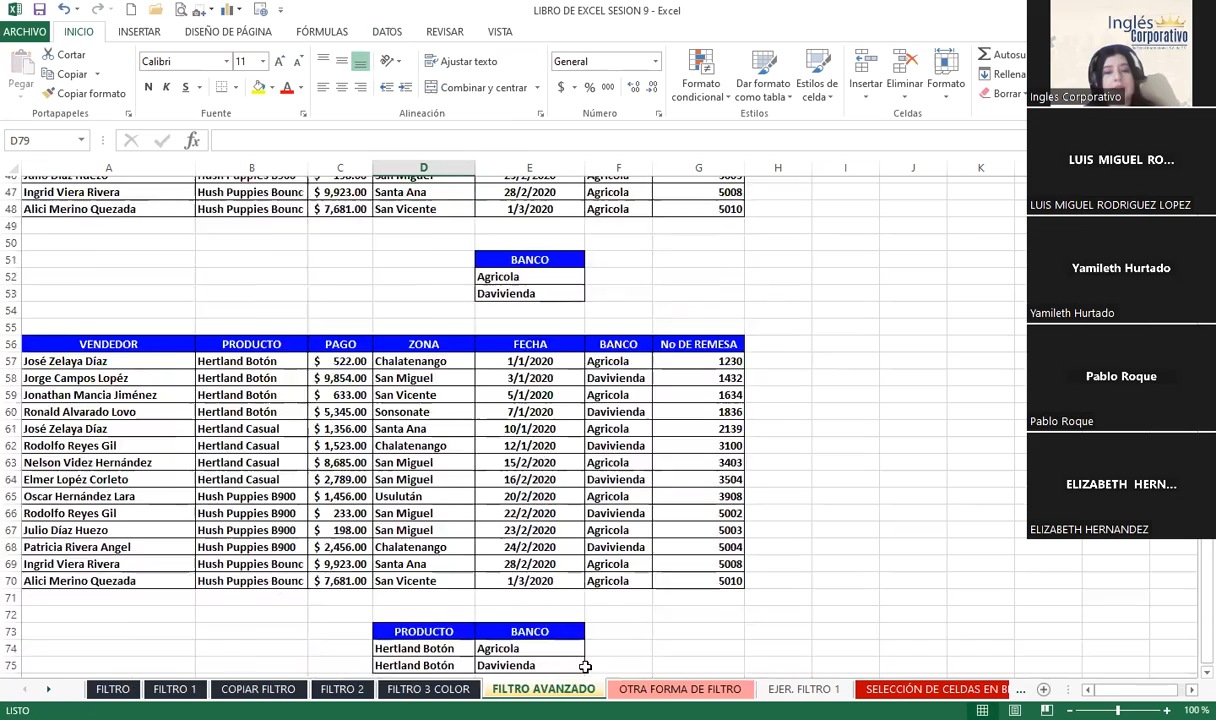 LIBRO DE EXCEL SESION 9 - Excel
ARCHIVO INICIO INSERTAR DISEÑO DE PÁGINA FÓRMULAS DATOS REVISAR VISTA
Pegar
Cortar
Copiar
Copiar formato
Portapapeles
Calibri 11
N K S
Fuente
Ajustar texto
Combinar y centrar
Alineación
General
$ % 000
Número
Formato condicional
Dar formato como tabla
Estilos de celda
Estilos
Insertar Eliminar Formato
Celdas
Autosu
Rellena
Borrar
D79
A B C D E F G H I J K
47 Ingrid Viera Rivera Hush Puppies Bounc $ 9,923.00 Santa Ana 28/2/2020 Agricola 5008
48 Alici Merino Quezada Hush Puppies Bounc $ 7,681.00 San Vicente 1/3/2020 Agricola 5010
49
50
51 BANCO
52 Agricola
53 Davivienda
54
55
56 VENDEDOR PRODUCTO PAGO ZONA FECHA BANCO No DE REMESA
57 José Zelaya Díaz Hertland Botón $ 522.00 Chalatenango 1/1/2020 Agricola 1230
58 Jorge Campos Lopéz Hertland Botón $ 9,854.00 San Miguel 3/1/2020 Davivienda 1432
59 Jonathan Mancia Jiménez Hertland Botón $ 633.00 San Vicente 5/1/2020 Agricola 1634
60 Ronald Alvarado Lovo Hertland Botón $ 5,345.00 Sonsonate 7/1/2020 Davivienda 1836
61 José Zelaya Díaz Hertland Casual $ 1,356.00 Santa Ana 10/1/2020 Agricola 2139
62 Rodolfo Reyes Gil Hertland Casual $ 1,523.00 Chalatenango 12/1/2020 Davivienda 3100
63 Nelson Videz Hernández Hertland Casual $ 8,685.00 San Miguel 15/2/2020 Agricola 3403
64 Elmer Lopéz Corleto Hertland Casual $ 2,789.00 San Miguel 16/2/2020 Davivienda 3504
65 Oscar Hernández Lara Hush Puppies B900 $ 1,456.00 Usulután 20/2/2020 Agricola 3908
66 Rodolfo Reyes Gil Hush Puppies B900 $ 233.00 San Miguel 22/2/2020 Davivienda 5002
67 Julio Díaz Huezo Hush Puppies B900 $ 198.00 San Miguel 23/2/2020 Agricola 5003
68 Patricia Rivera Angel Hush Puppies B900 $ 2,456.00 Chalatenango 24/2/2020 Davivienda 5004
69 Ingrid Viera Rivera Hush Puppies Bounc $ 9,923.00 Santa Ana 28/2/2020 Agricola 5008
70 Alici Merino Quezada Hush Puppies Bounc $ 7,681.00 San Vicente 1/3/2020 Agricola 5010
71
72
73 PRODUCTO BANCO
74 Hertland Botón Agricola
75 Hertland Botón Davivienda
FILTRO FILTRO 1 COPIAR FILTRO FILTRO 2 FILTRO 3 COLOR FILTRO AVANZADO OTRA FORMA DE FILTRO EJER. FILTRO 1 SELECCIÓN DE CELDAS EN B ...
LISTO
100 %
Inglés
Corporativo
Ingles Corporativo
LUIS MIGUEL RO...
LUIS MIGUEL RODRIGUEZ LOPEZ
Yamileth Hurtado
Yamileth Hurtado
Pablo Roque
Pablo Roque
ELIZABETH HERN...
ELIZABETH HERNANDEZ